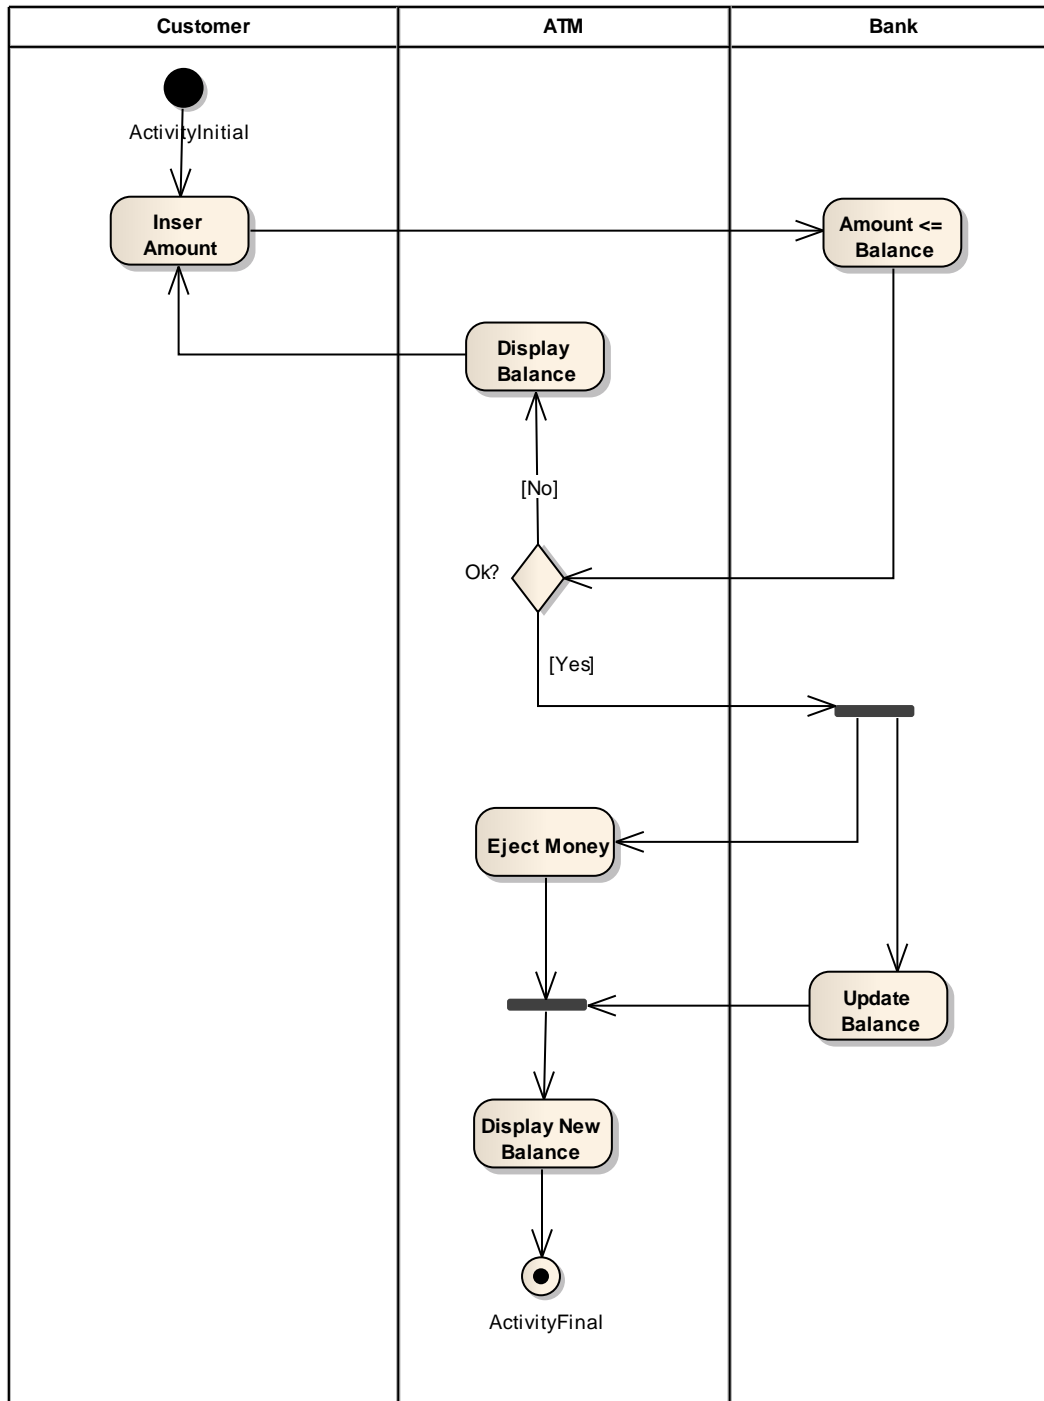 Customer
ATM
Bank
ActivityInitial
Inser
Amount
Amount <=
Balance
Display
Balance
[No]
Ok?
[Yes]
Eject Money
Update
Balance
Display New
Balance
ActivityFinal